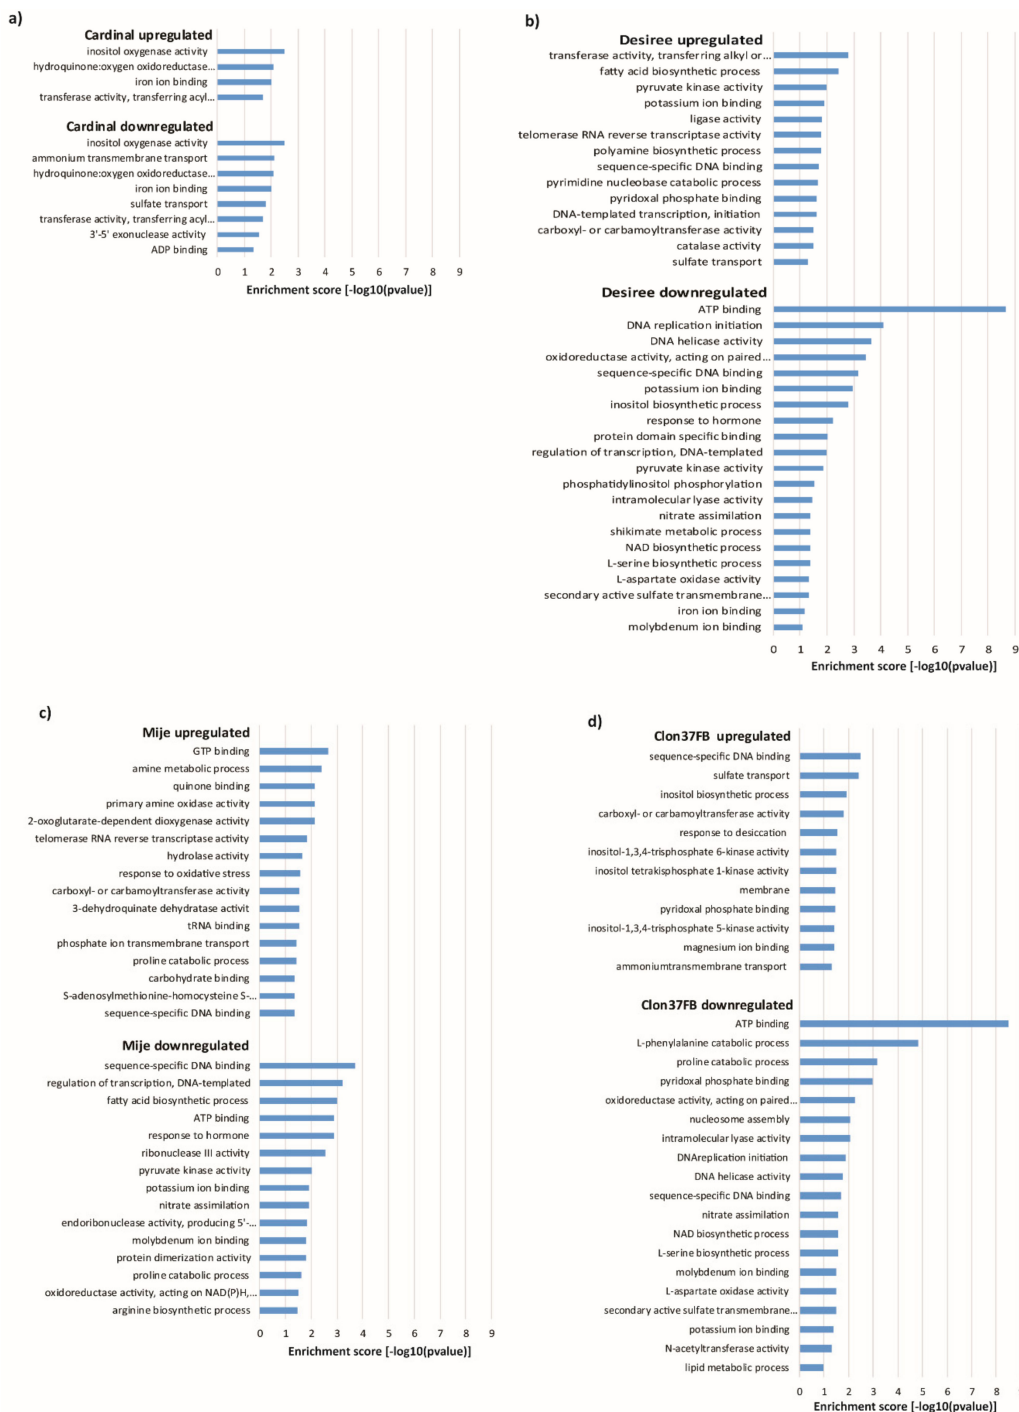 a)
Cardinal upregulated
inositol oxygenase activity
hydroquinone:oxygen oxidoreductase...
iron ion binding
transferase activity, transferring acyl...
Cardinal downregulated
inositol oxygenase activity
ammonium transmembrane transport
hydroquinone:oxygen oxidoreductase...
iron ion binding
sulfate transport
transferase activity, transferring acyl...
3'-5' exonuclease activity
ADP binding
0 1 2 3 4 5 6 7 8 9
Enrichment score [-log10(pvalue)]
b)
Desiree upregulated
transferase activity, transferring alkyl or...
fatty acid biosynthetic process
pyruvate kinase activity
potassium ion binding
ligase activity
telomerase RNA reverse transcriptase activity
polyamine biosynthetic process
sequence-specific DNA binding
pyrimidine nucleobase catabolic process
pyridoxal phosphate binding
DNA-templated transcription, initiation
carboxyl- or carbamoyltransferase activity
catalase activity
sulfate transport
Desiree downregulated
ATP binding
DNA replication initiation
DNA helicase activity
oxidoreductase activity, acting on paired...
sequence-specific DNA binding
potassium ion binding
inositol biosynthetic process
response to hormone
protein domain specific binding
regulation of transcription, DNA-templated
pyruvate kinase activity
phosphatidylinositol phosphorylation
intramolecular lyase activity
nitrate assimilation
shikimate metabolic process
NAD biosynthetic process
L-serine biosynthetic process
L-aspartate oxidase activity
secondary active sulfate transmembrane...
iron ion binding
molybdenum ion binding
0 1 2 3 4 5 6 7 8 9
Enrichment score [-log10(pvalue)]
c)
Mije upregulated
GTP binding
amine metabolic process
quinone binding
primary amine oxidase activity
2-oxoglutarate-dependent dioxygenase activity
telomerase RNA reverse transcriptase activity
hydrolase activity
response to oxidative stress
carboxyl- or carbamoyltransferase activity
3-dehydroquinate dehydratase activit
tRNA binding
phosphate ion transmembrane transport
proline catabolic process
carbohydrate binding
S-adenosylmethionine-homocysteine S-...
sequence-specific DNA binding
Mije downregulated
sequence-specific DNA binding
regulation of transcription, DNA-templated
fatty acid biosynthetic process
ATP binding
response to hormone
ribonuclease III activity
pyruvate kinase activity
potassium ion binding
nitrate assimilation
endoribonuclease activity, producing 5'-...
molybdenum ion binding
protein dimerization activity
proline catabolic process
oxidoreductase activity, acting on NAD(P)H,...
arginine biosynthetic process
0 1 2 3 4 5 6 7 8 9
Enrichment score [-log10(pvalue)]
d)
Clon37FB upregulated
sequence-specific DNA binding
sulfate transport
inositol biosynthetic process
carboxyl- or carbamoyltransferase activity
response to desiccation
inositol-1,3,4-trisphosphate 6-kinase activity
inositol tetrakisphosphate 1-kinase activity
membrane
pyridoxal phosphate binding
inositol-1,3,4-trisphosphate 5-kinase activity
magnesium ion binding
ammoniumtransmembrane transport
Clon37FB downregulated
ATP binding
L-phenylalanine catabolic process
proline catabolic process
pyridoxal phosphate binding
oxidoreductase activity, acting on paired...
nucleosome assembly
intramolecular lyase activity
DNAreplication initiation
DNA helicase activity
sequence-specific DNA binding
nitrate assimilation
NAD biosynthetic process
L-serine biosynthetic process
molybdenum ion binding
L-aspartate oxidase activity
secondary active sulfate transmembrane...
potassium ion binding
N-acetyltransferase activity
lipid metabolic process
0 1 2 3 4 5 6 7 8
Enrichment score [-log10(pvalue)]